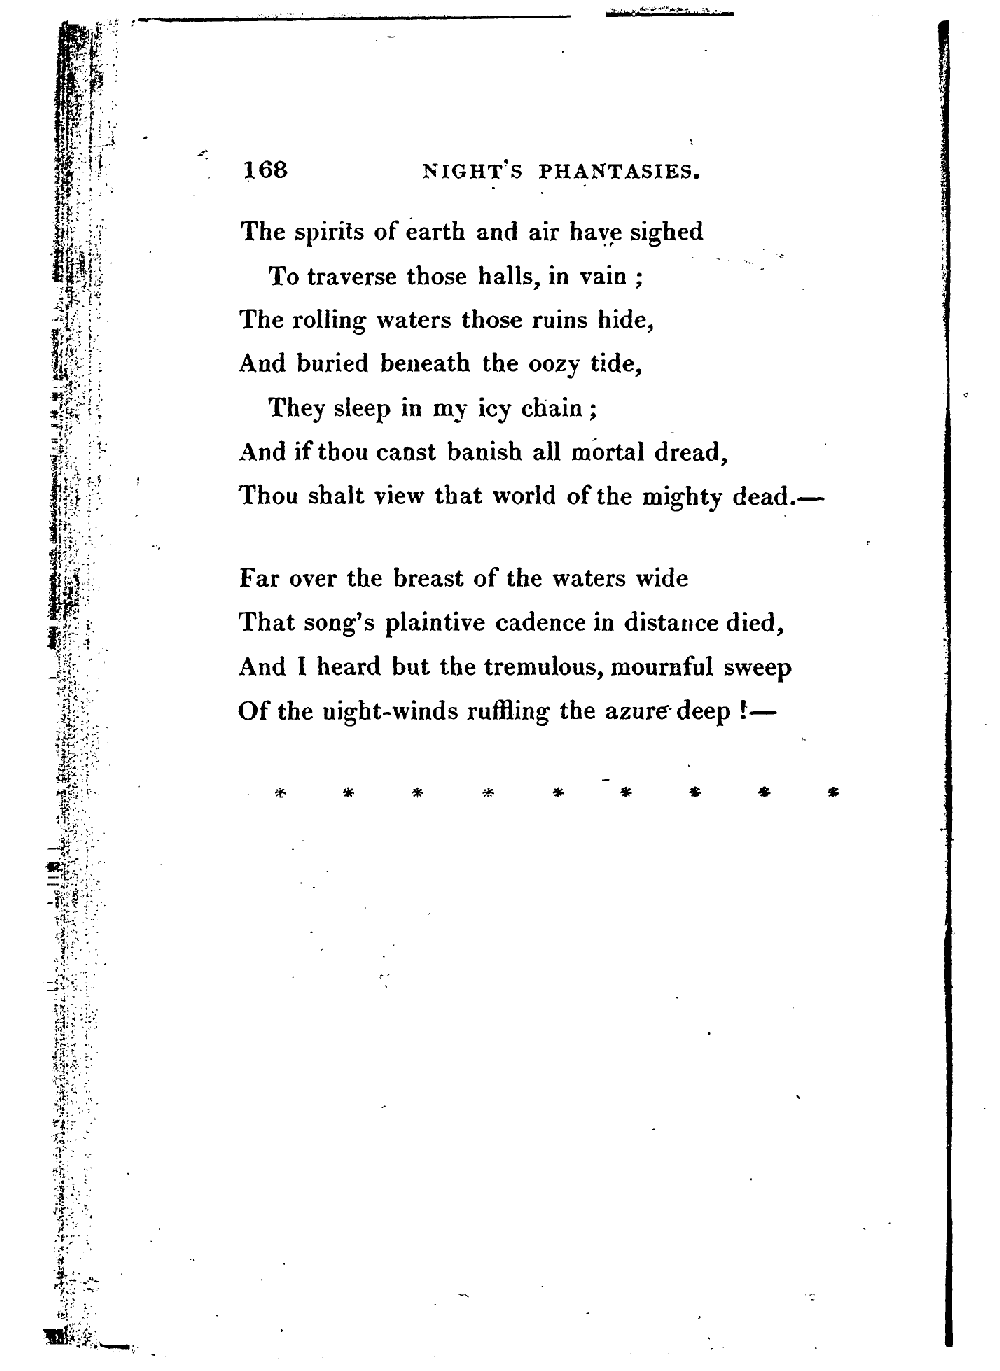 168 NIGHT'S PHANTASIES.
The spirits of earth and air have sighed
To traverse those halls, in vain ;
The rolling waters those ruins hide,
And buried beneath the oozy tide,
They sleep in my icy chain ;
And if thou canst banish all mortal dread,
Thou shalt view that world of the mighty dead.—
Far over the breast of the waters wide
That song's plaintive cadence in distance died,
And I heard but the tremulous, mournful sweep
Of the night-winds ruffling the azure deep !—
* * * * * * * * *